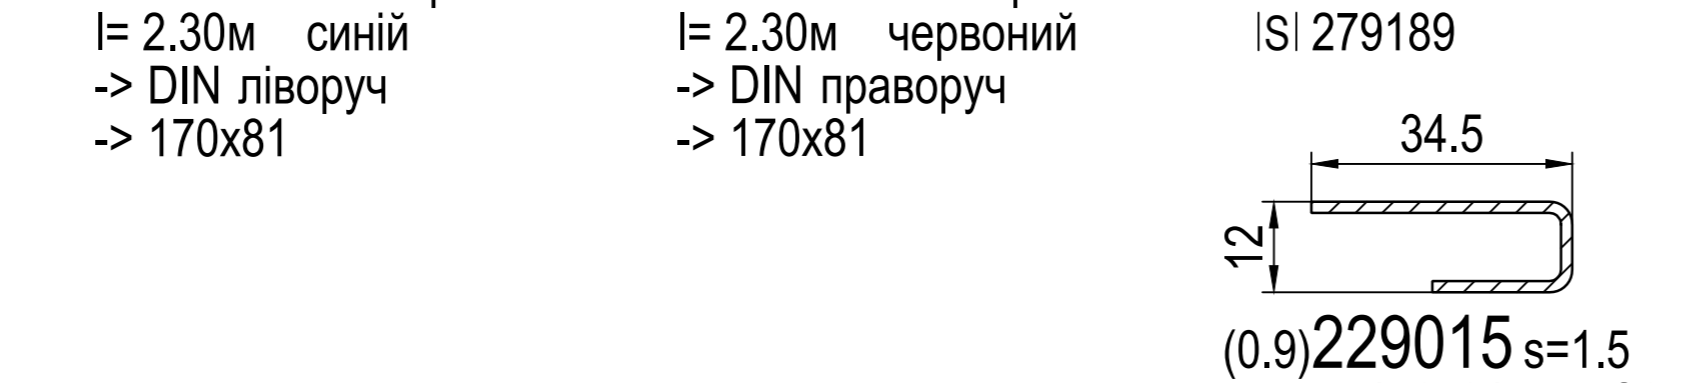 l= 2.30м синій
-> DIN ліворуч
-> 170x81
l= 2.30м червоний
-> DIN праворуч
-> 170x81
|S| 279189
34.5
12
(0.9)229015 s=1.5